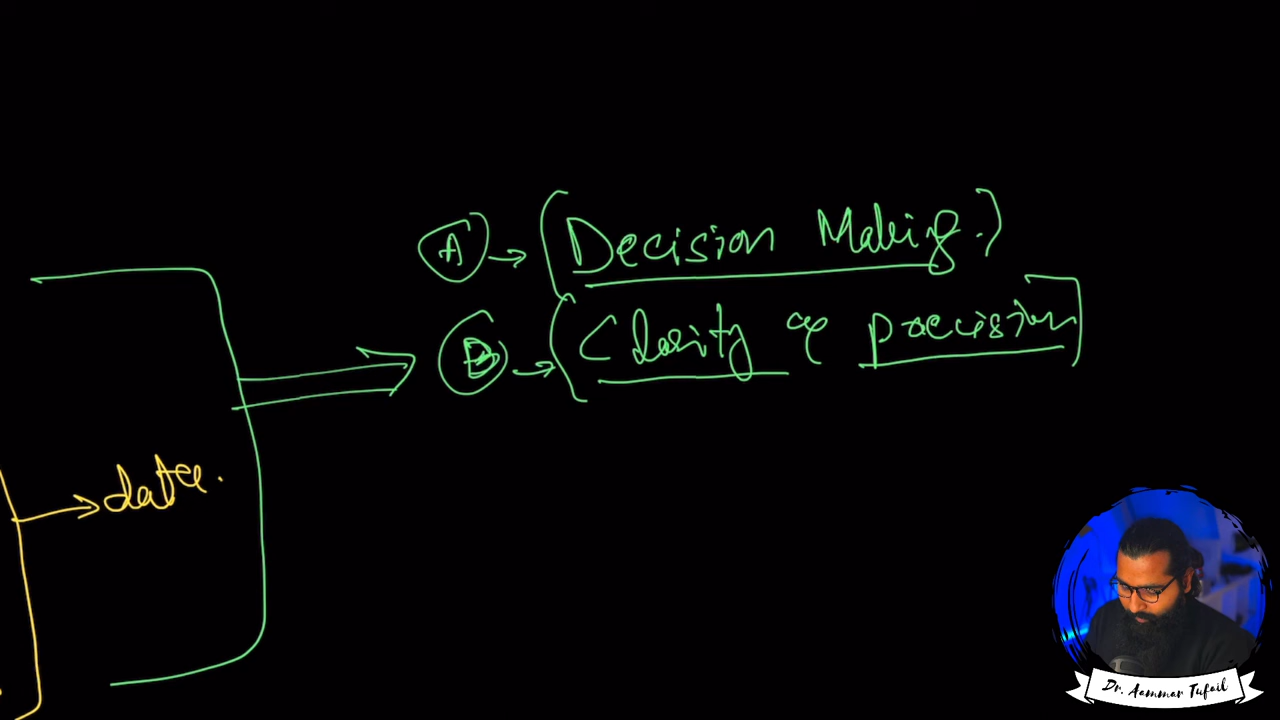 A → (Decision Making.)
B → (Clarity & precision]
→ data.
Dr. Aammar Tufail